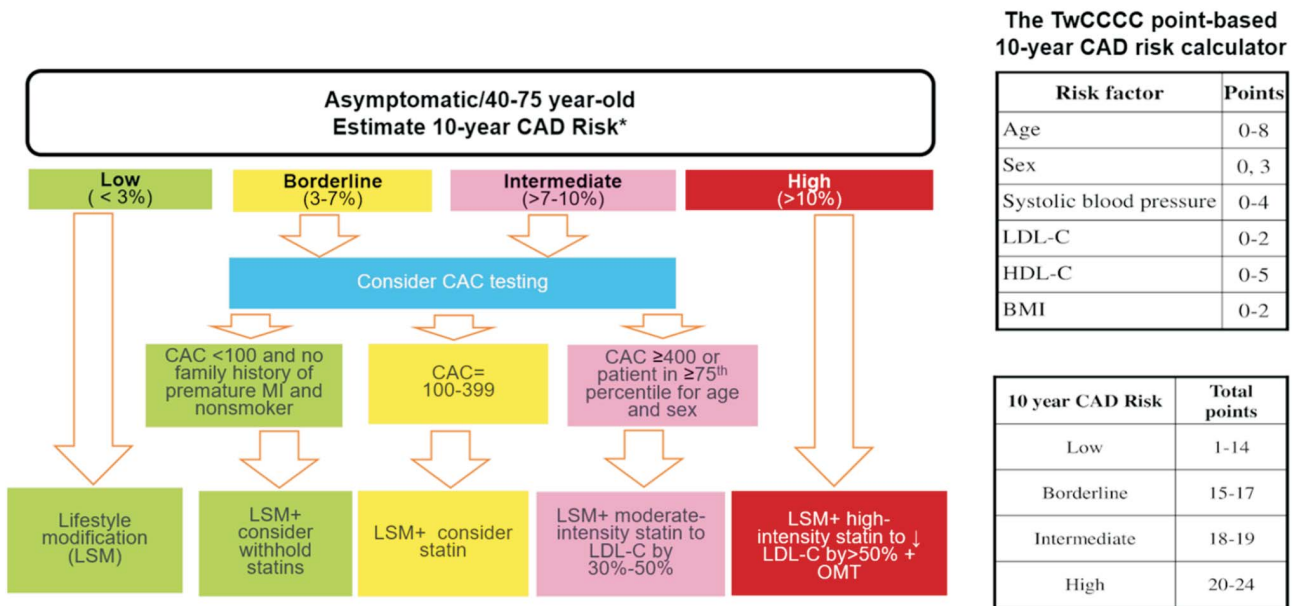 The TwCCCC point-based
10-year CAD risk calculator
Asymptomatic/40-75 year-old
Estimate 10-year CAD Risk*
Low
( < 3%)
Borderline
(3-7%)
Intermediate
(>7-10%)
High
(>10%)
Consider CAC testing
CAC <100 and no
family history of
premature MI and
nonsmoker
CAC=
100-399
CAC ≥400 or
patient in ≥75th
percentile for age
and sex
Lifestyle
modification
(LSM)
LSM+
consider
withhold
statins
LSM+ consider
statin
LSM+ moderate-
intensity statin to
LDL-C by
30%-50%
LSM+ high-
intensity statin to ↓
LDL-C by>50% +
OMT
Risk factor Points
Age 0-8
Sex 0, 3
Systolic blood pressure 0-4
LDL-C 0-2
HDL-C 0-5
BMI 0-2
10 year CAD Risk Total
points
Low 1-14
Borderline 15-17
Intermediate 18-19
High 20-24